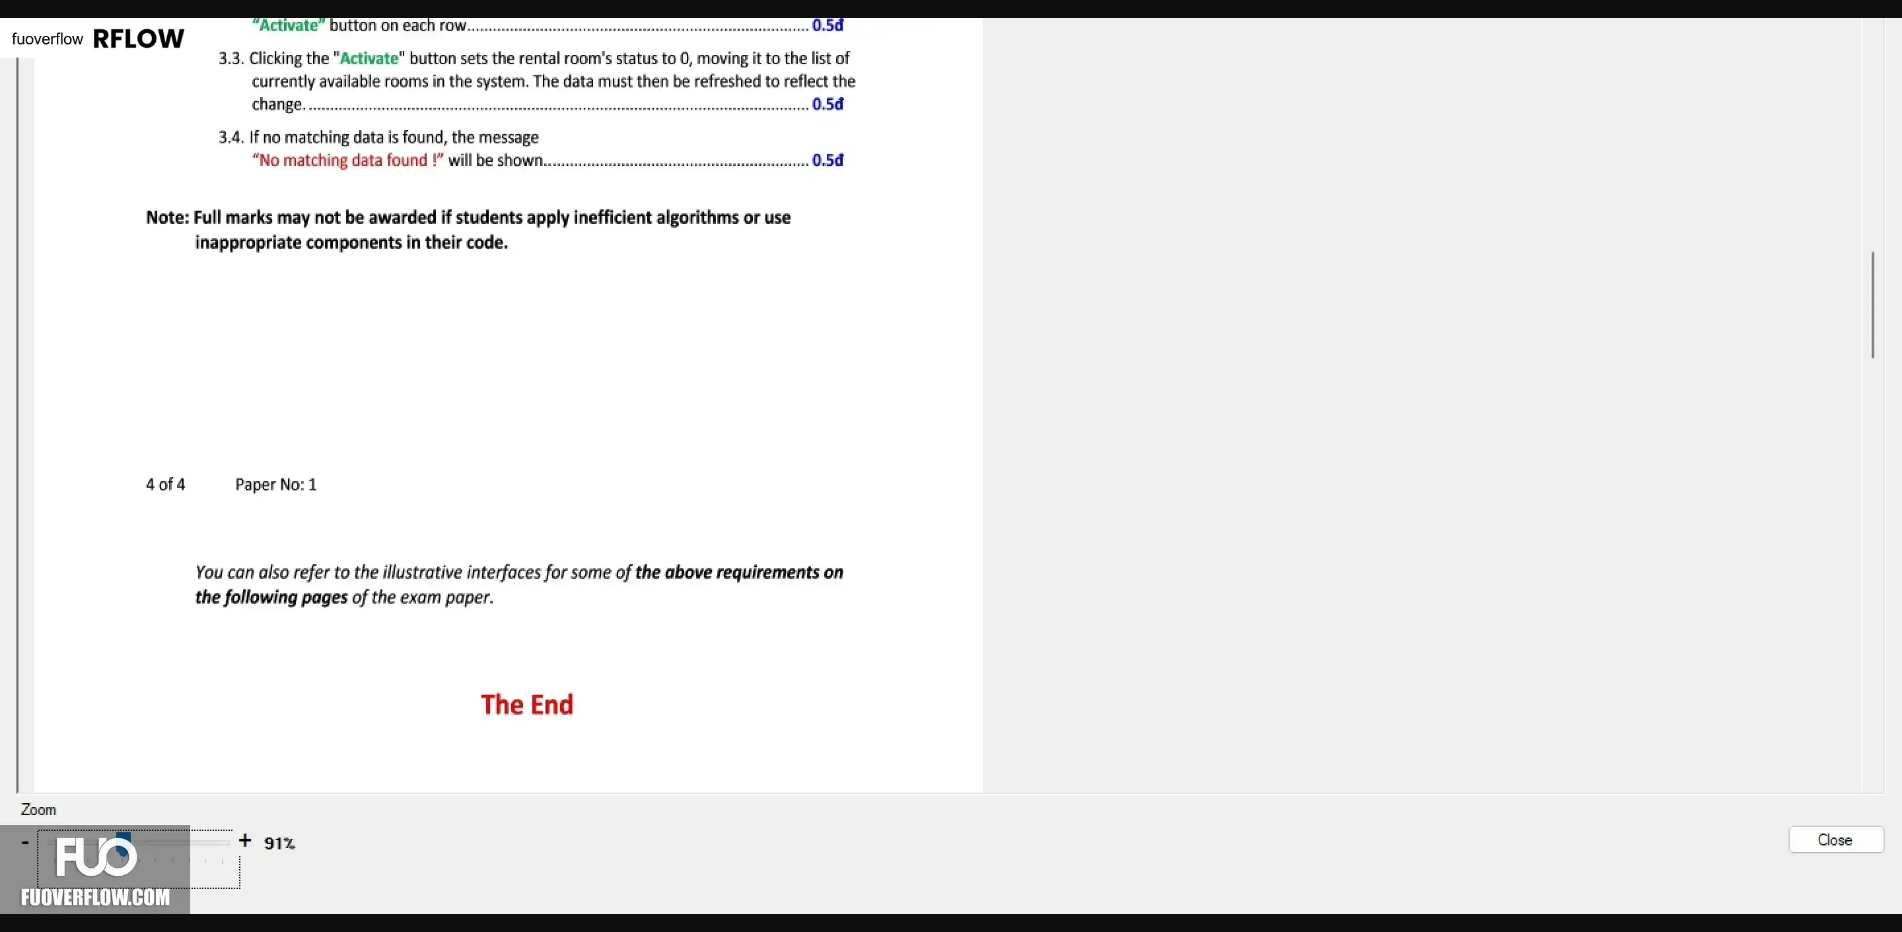 "Activate" button on each row........ 0.5đ
fuoverflow RFLOW
3.3. Clicking the "Activate" button sets the rental room's status to 0, moving it to the list of
currently available rooms in the system. The data must then be refreshed to reflect the
change........ 0.5đ
3.4. If no matching data is found, the message
“No matching data found !” will be shown........ 0.5đ
Note: Full marks may not be awarded if students apply inefficient algorithms or use
inappropriate components in their code.
4 of 4 Paper No: 1
You can also refer to the illustrative interfaces for some of the above requirements on
the following pages of the exam paper.
The End
Zoom
- + 91%
Close
FUO
FUOVERFLOW.COM